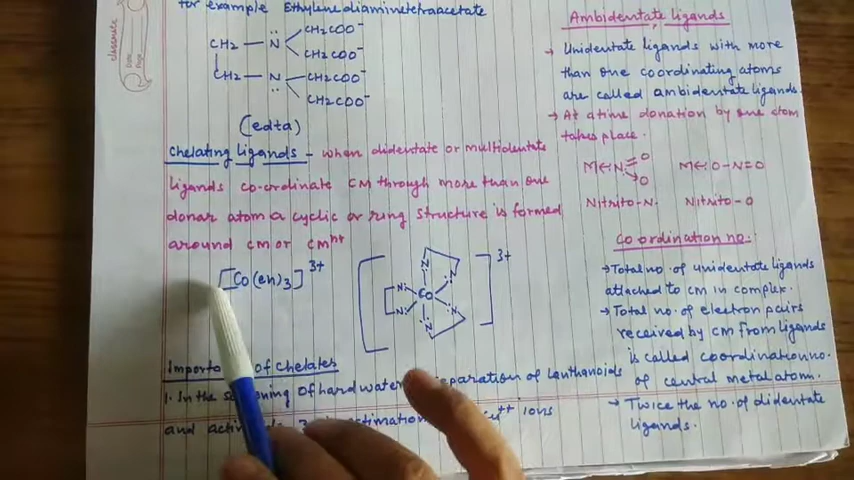 for example Ethylenediaminetetraacetate
CH2 — N̈ CH2COO⁻
CH2COO⁻
CH2 — N̤ — CH2COO⁻
CH2COO⁻
(edta)
Chelating Ligands - when didentate or multidentate
ligands co-ordinate CM through more than one
donar atom a cyclic or ring structure is formed
around CM or CMnt
[Co(en)3]3+
[ Co N N N N N N ]3+
of chelates
1. In the of hard water, separation of lanthanoids
and ions
Ambidentate ligands
→ Unidentate ligands with more
than one coordinating atoms
are called ambidentate ligands.
→ At a time donation by one atom
takes place.
M←N O O M←:O-N=O
Nitrito-N. Nitrito-O
Coordination no:
→ Total no. of unidentate ligands
attached to CM in complex.
→ Total no. of electron pairs
received by CM from ligands
is called coordination no.
of central metal atom.
→ Twice the no. of didentate
ligands.